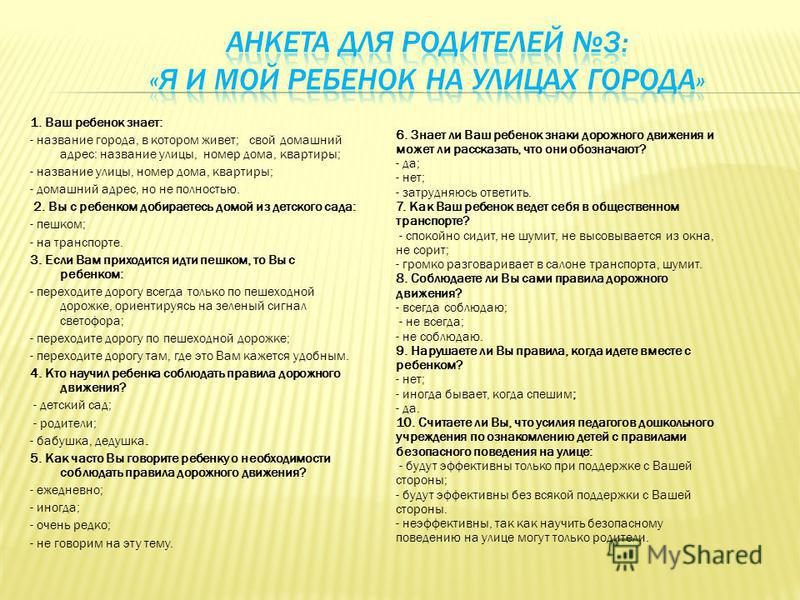 АНКЕТА ДЛЯ РОДИТЕЛЕЙ №3:
«Я И МОЙ РЕБЕНОК НА УЛИЦАХ ГОРОДА»
1. Ваш ребенок знает:
- название города, в котором живет; свой домашний
адрес: название улицы, номер дома, квартиры;
- название улицы, номер дома, квартиры;
- домашний адрес, но не полностью.
2. Вы с ребенком добираетесь домой из детского сада:
- пешком;
- на транспорте.
3. Если Вам приходится идти пешком, то Вы с
ребенком:
- переходите дорогу всегда только по пешеходной
дорожке, ориентируясь на зеленый сигнал
светофора;
- переходите дорогу по пешеходной дорожке;
- переходите дорогу там, где это Вам кажется удобным.
4. Кто научил ребенка соблюдать правила дорожного
движения?
- детский сад;
- родители;
- бабушка, дедушка.
5. Как часто Вы говорите ребенку о необходимости
соблюдать правила дорожного движения?
- ежедневно;
- иногда;
- очень редко;
- не говорим на эту тему.
6. Знает ли Ваш ребенок знаки дорожного движения и
может ли рассказать, что они обозначают?
- да;
- нет;
- затрудняюсь ответить.
7. Как Ваш ребенок ведет себя в общественном
транспорте?
- спокойно сидит, не шумит, не высовывается из окна,
не сорит;
- громко разговаривает в салоне транспорта, шумит.
8. Соблюдаете ли Вы сами правила дорожного
движения?
- всегда соблюдаю;
- не всегда;
- не соблюдаю.
9. Нарушаете ли Вы правила, когда идете вместе с
ребенком?
- нет;
- иногда бывает, когда спешим;
- да.
10. Считаете ли Вы, что усилия педагогов дошкольного
учреждения по ознакомлению детей с правилами
безопасного поведения на улице:
- будут эффективны только при поддержке с Вашей
стороны;
- будут эффективны без всякой поддержки с Вашей
стороны.
- неэффективны, так как научить безопасному
поведению на улице могут только родители.
MyShared